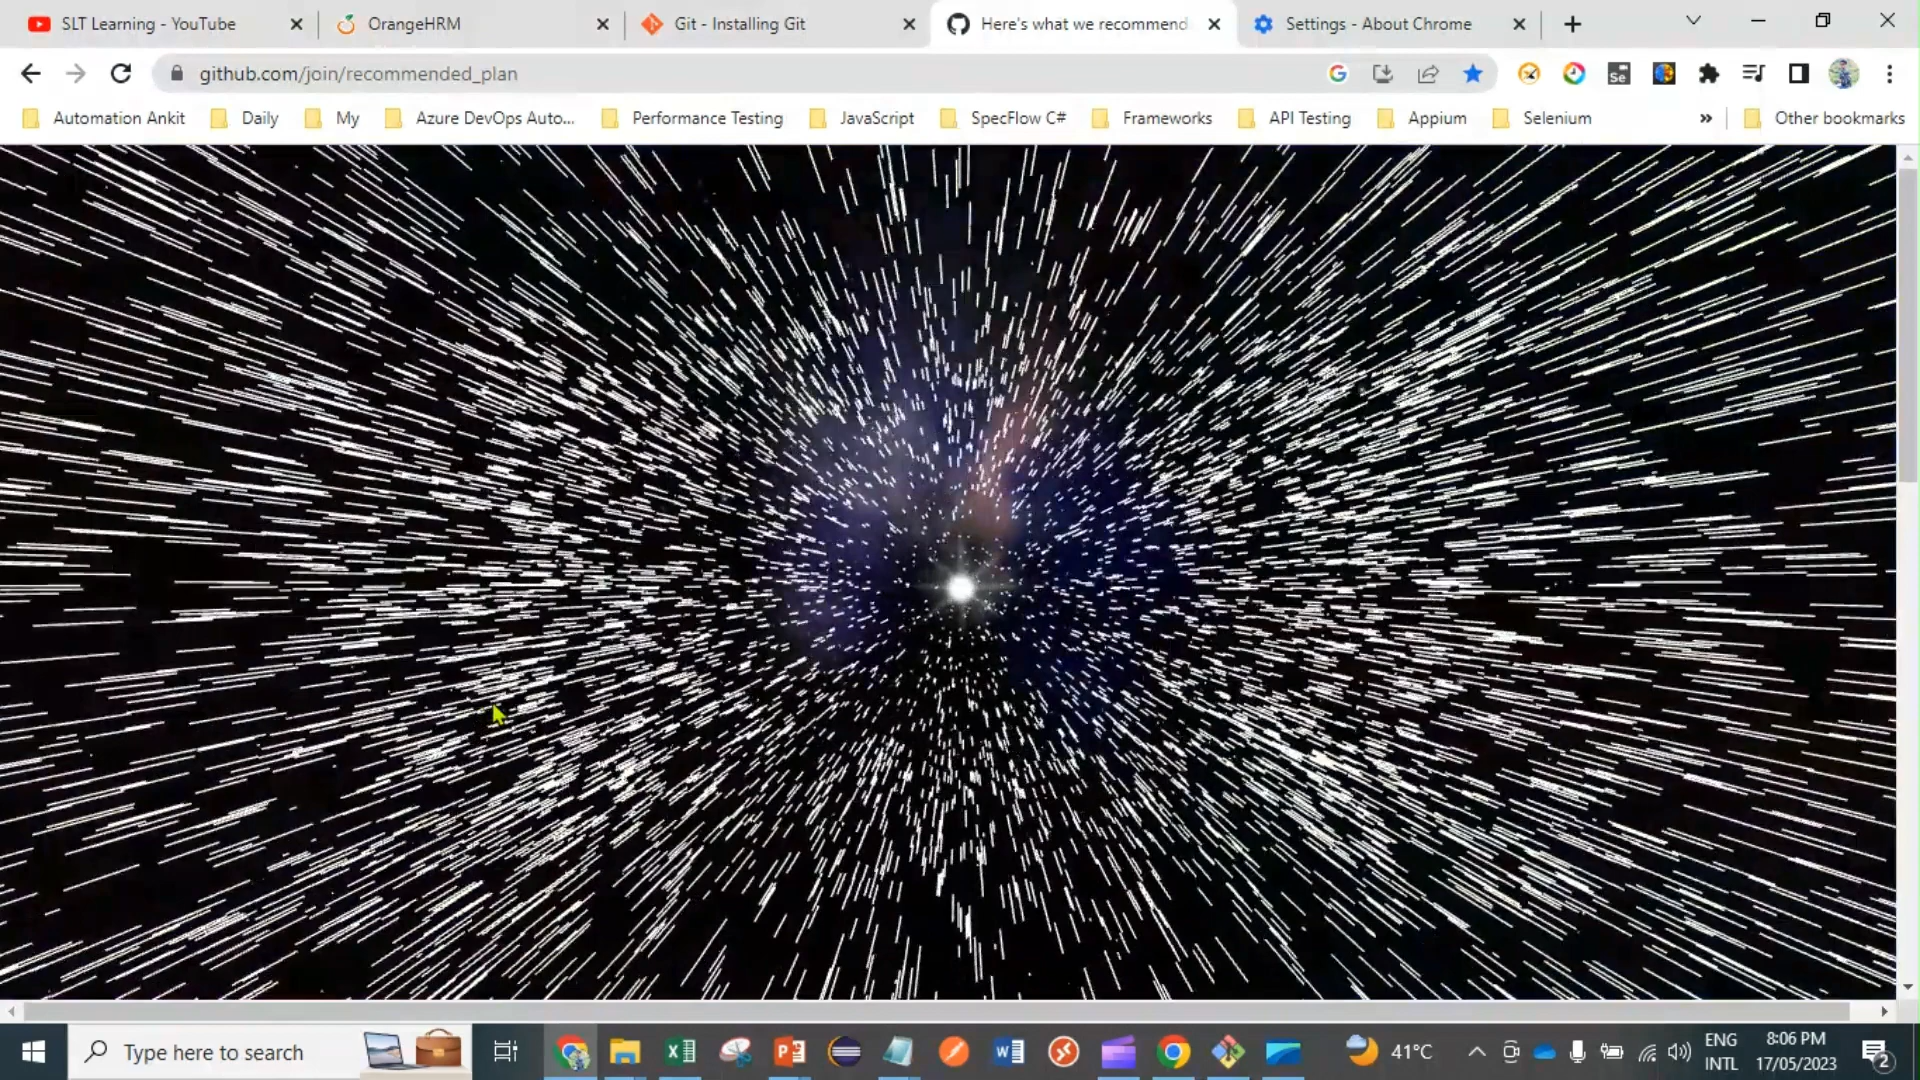 SLT Learning - YouTube
OrangeHRM
Git - Installing Git
Here's what we recommend
Settings - About Chrome
github.com/join/recommended_plan
Automation Ankit
Daily
My
Azure DevOps Auto...
Performance Testing
JavaScript
SpecFlow C#
Frameworks
API Testing
Appium
Selenium
Other bookmarks
Type here to search
41°C
ENG
INTL
8:06 PM
17/05/2023
2